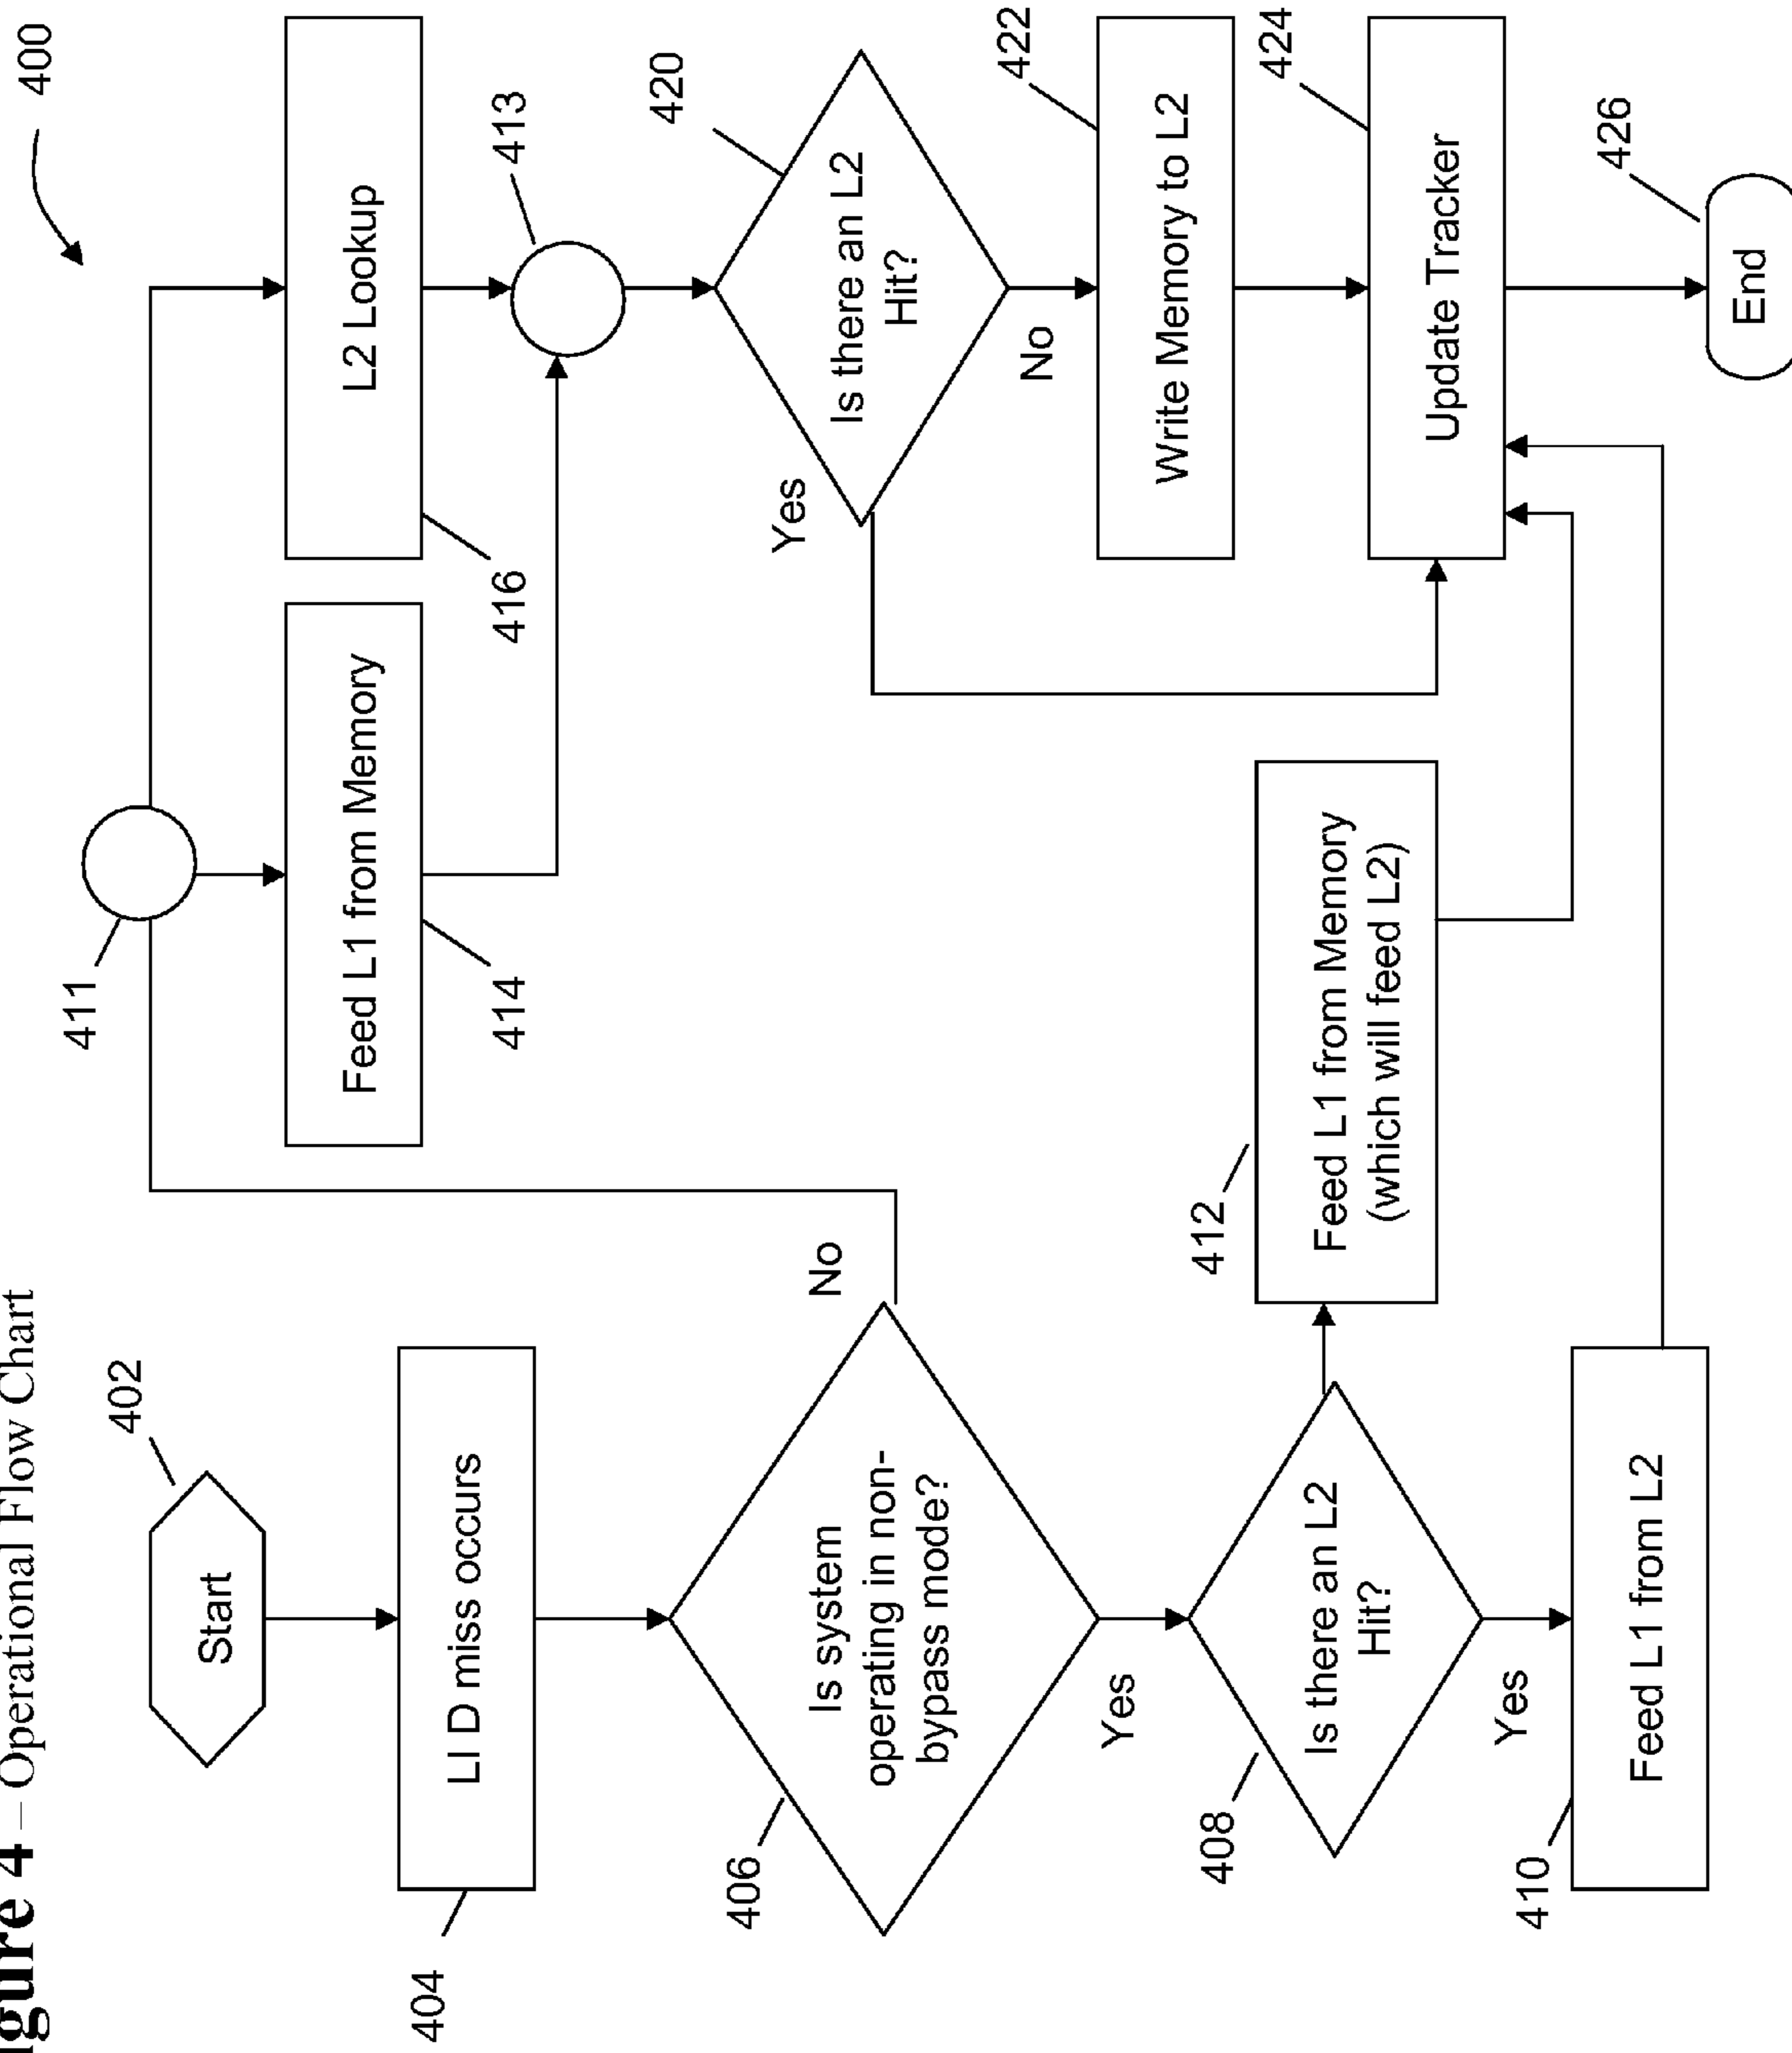 gure 4 – Operational Flow Chart
400
402
Start
404
LI D miss occurs
406
Is system
operating in non-
bypass mode?
No
Yes
408
Is there an L2
Hit?
Yes
410
Feed L1 from L2
412
Feed L1 from Memory
(which will feed L2)
411
414
Feed L1 from Memory
416
L2 Lookup
413
420
Is there an L2
Hit?
Yes
No
422
Write Memory to L2
424
Update Tracker
426
End